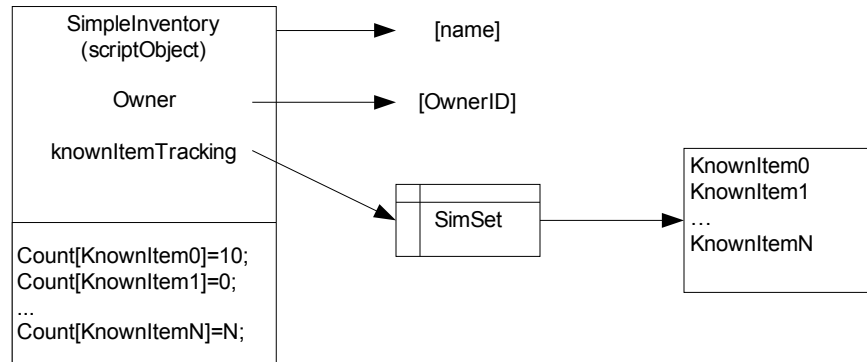 SimpleInventory
(scriptObject)
[name]
Owner
[OwnerID]
knownItemTracking
SimSet
KnownItem0
KnownItem1
…
KnownItemN
Count[KnownItem0]=10;
Count[KnownItem1]=0;
...
Count[KnownItemN]=N;